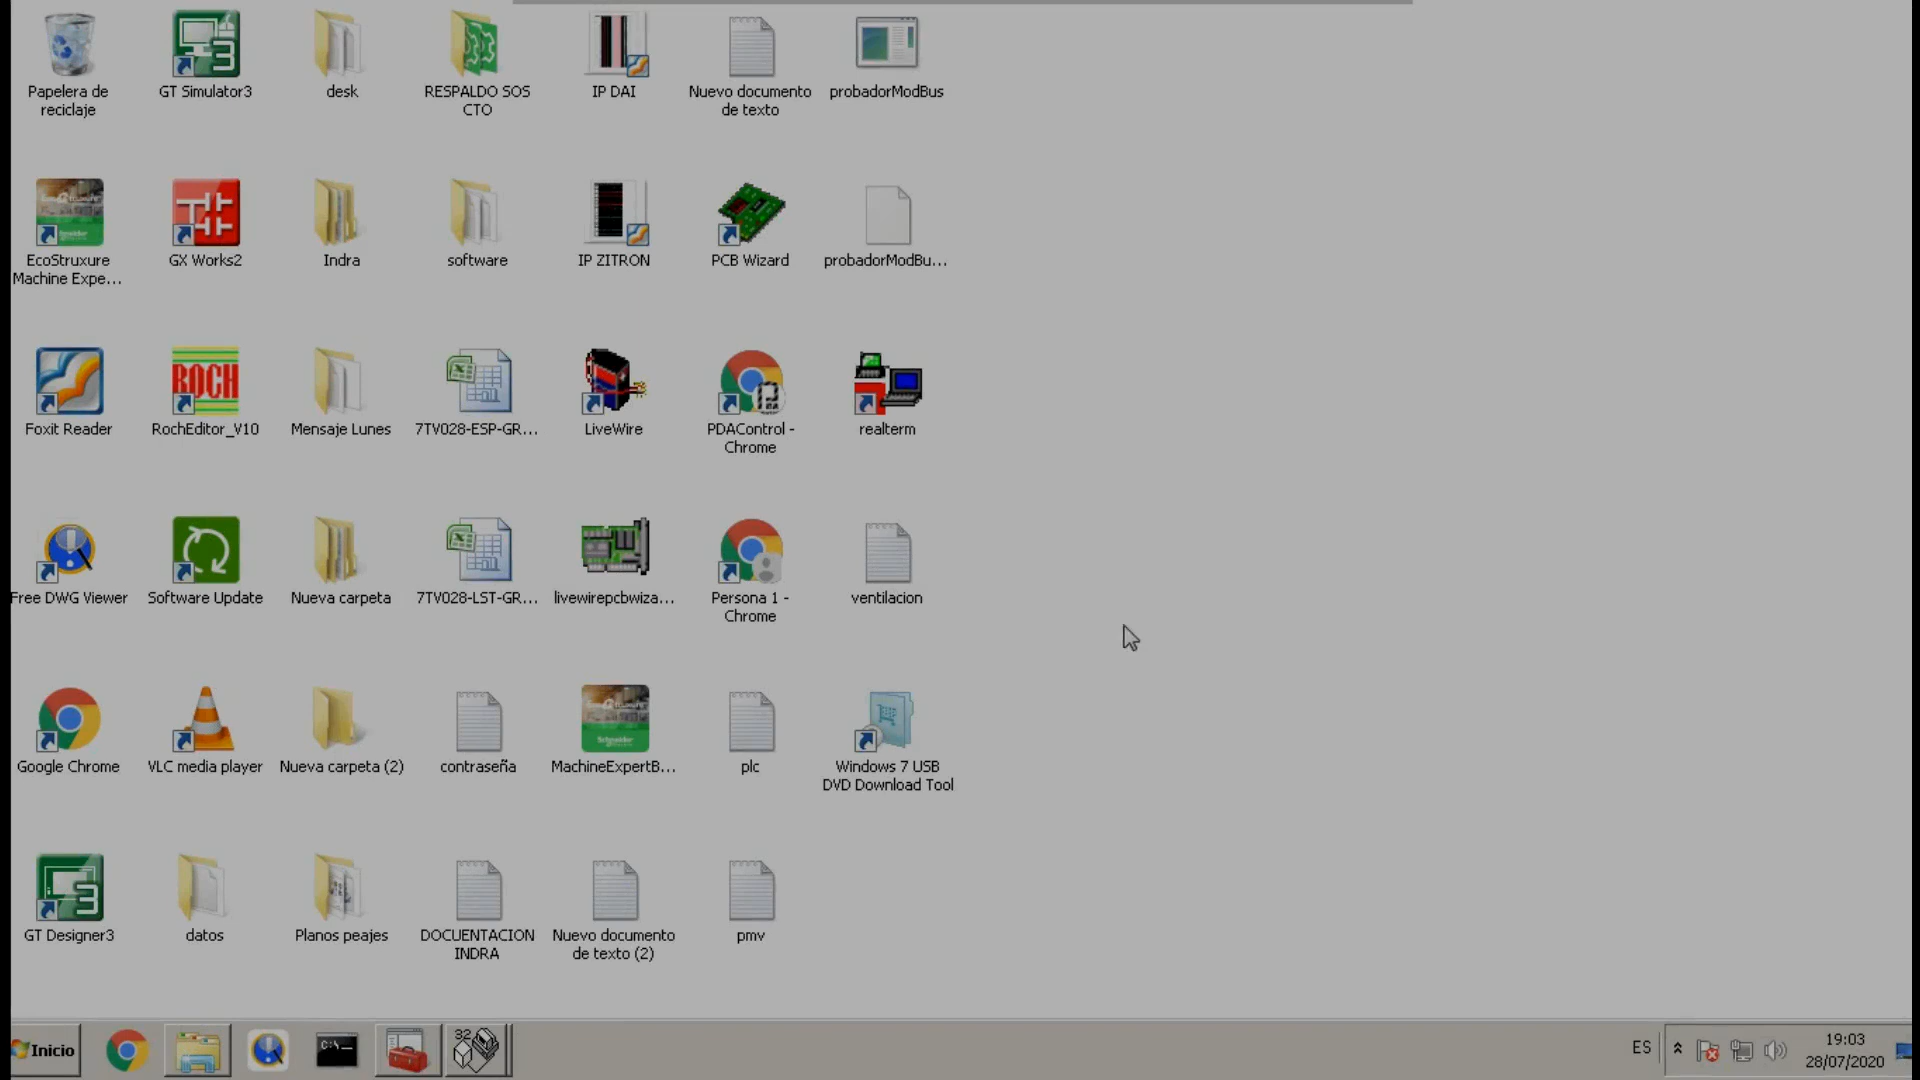 Papelera de
reciclaje
GT Simulator3
desk
RESPALDO SOS
CTO
IP DAI
Nuevo documento
de texto
probadorModBus
EcoStruxure
Machine Expe...
GX Works2
Indra
software
IP ZITRON
PCB Wizard
probadorModBu...
Foxit Reader
ROCH
RochEditor_V10
Mensaje Lunes
7TV028-ESP-GR...
LiveWire
PDAControl -
Chrome
realterm
Free DWG Viewer
Software Update
Nueva carpeta
7TV028-LST-GR...
livewirepcbwiza...
Persona 1 -
Chrome
ventilacion
Google Chrome
VLC media player
Nueva carpeta (2)
contraseña
MachineExpertB...
plc
Windows 7 USB
DVD Download Tool
GT Designer3
datos
Planos peajes
DOCUENTACION
INDRA
Nuevo documento
de texto (2)
pmv
Inicio
C:\_
32
ES
19:03
28/07/2020